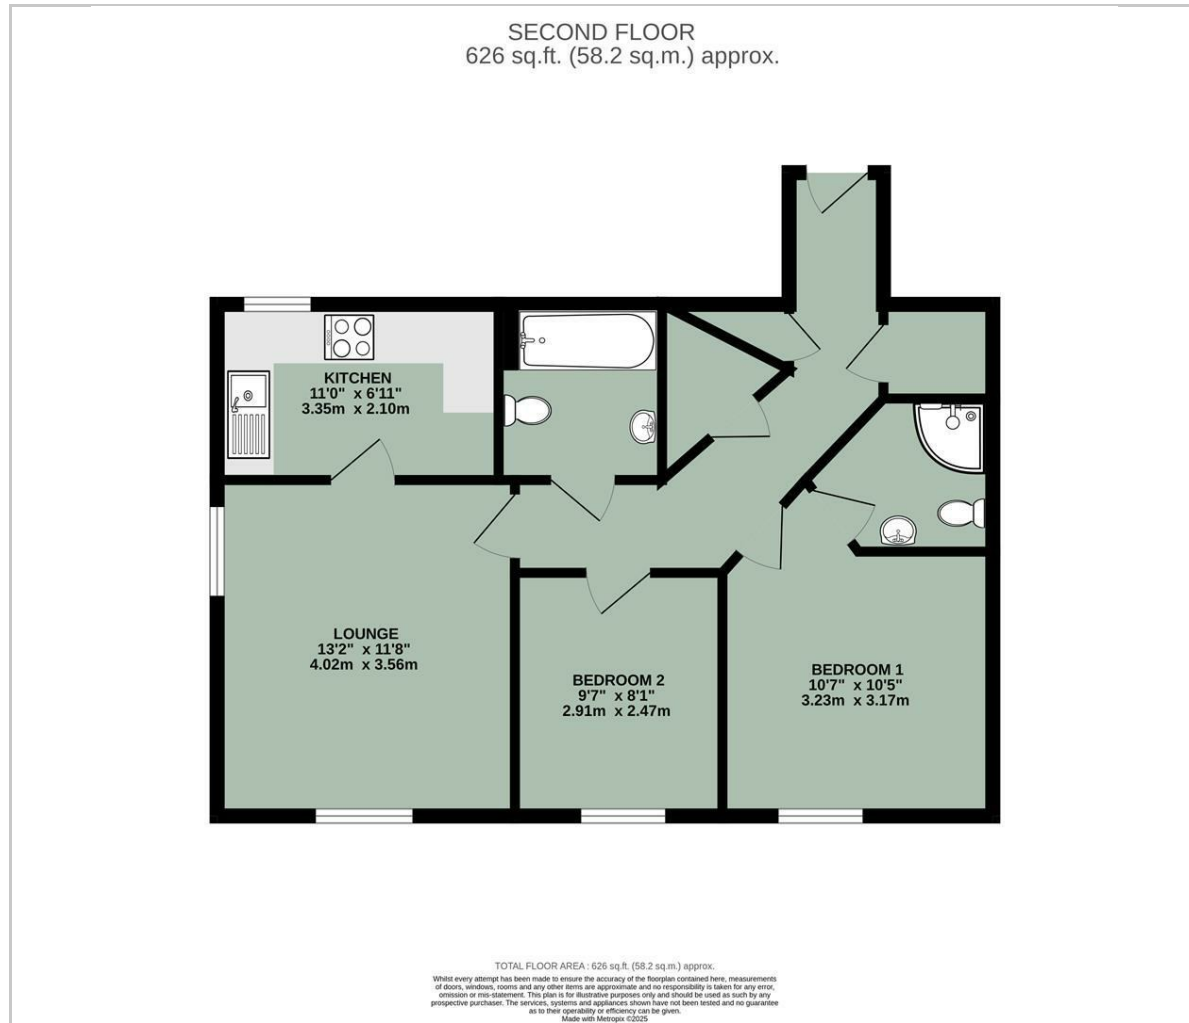 SECOND FLOOR
626 sq.ft. (58.2 sq.m.) approx.
KITCHEN
11'0" x 6'11"
3.35m x 2.10m
LOUNGE
13'2" x 11'8"
4.02m x 3.56m
BEDROOM 2
9'7" x 8'1"
2.91m x 2.47m
BEDROOM 1
10'7" x 10'5"
3.23m x 3.17m
TOTAL FLOOR AREA : 626 sq.ft. (58.2 sq.m.) approx.
Whilst every attempt has been made to ensure the accuracy of the floorplan contained here, measurements
of doors, windows, rooms and any other items are approximate and no responsibility is taken for any error,
omission or mis-statement. This plan is for illustrative purposes only and should be used as such by any
prospective purchaser. The services, systems and appliances shown have not been tested and no guarantee
as to their operability or efficiency can be given.
Made with Metropix ©2025